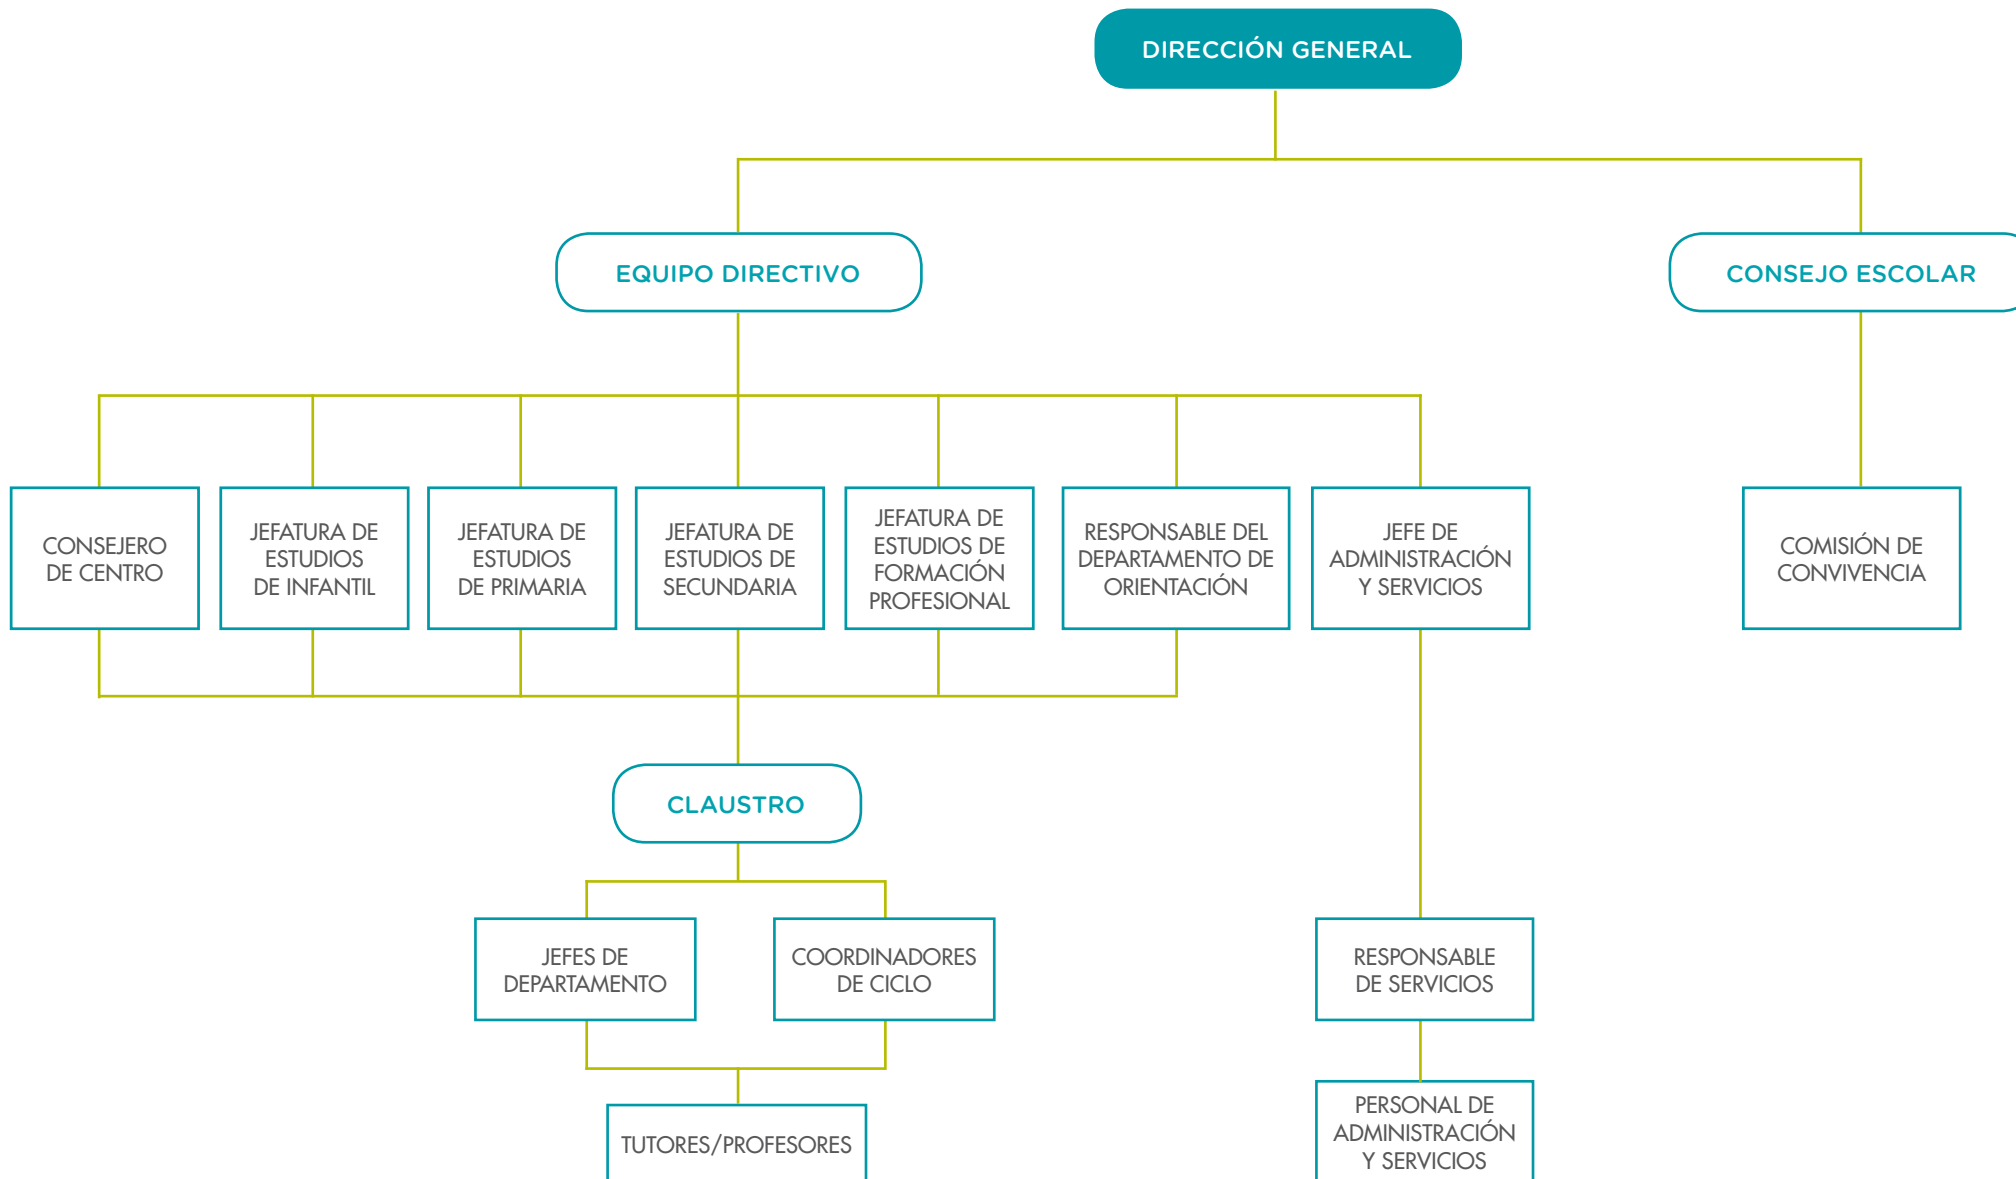 DIRECCIÓN GENERAL
EQUIPO DIRECTIVO
CONSEJO ESCOLAR
CONSEJERO
DE CENTRO
JEFATURA DE
ESTUDIOS
DE INFANTIL
JEFATURA DE
ESTUDIOS
DE PRIMARIA
JEFATURA DE
ESTUDIOS DE
SECUNDARIA
JEFATURA DE
ESTUDIOS DE
FORMACIÓN
PROFESIONAL
RESPONSABLE DEL
DEPARTAMENTO DE
ORIENTACIÓN
JEFE DE
ADMINISTRACIÓN
Y SERVICIOS
COMISIÓN DE
CONVIVENCIA
CLAUSTRO
JEFES DE
DEPARTAMENTO
COORDINADORES
DE CICLO
RESPONSABLE
DE SERVICIOS
TUTORES/PROFESORES
PERSONAL DE
ADMINISTRACIÓN
Y SERVICIOS